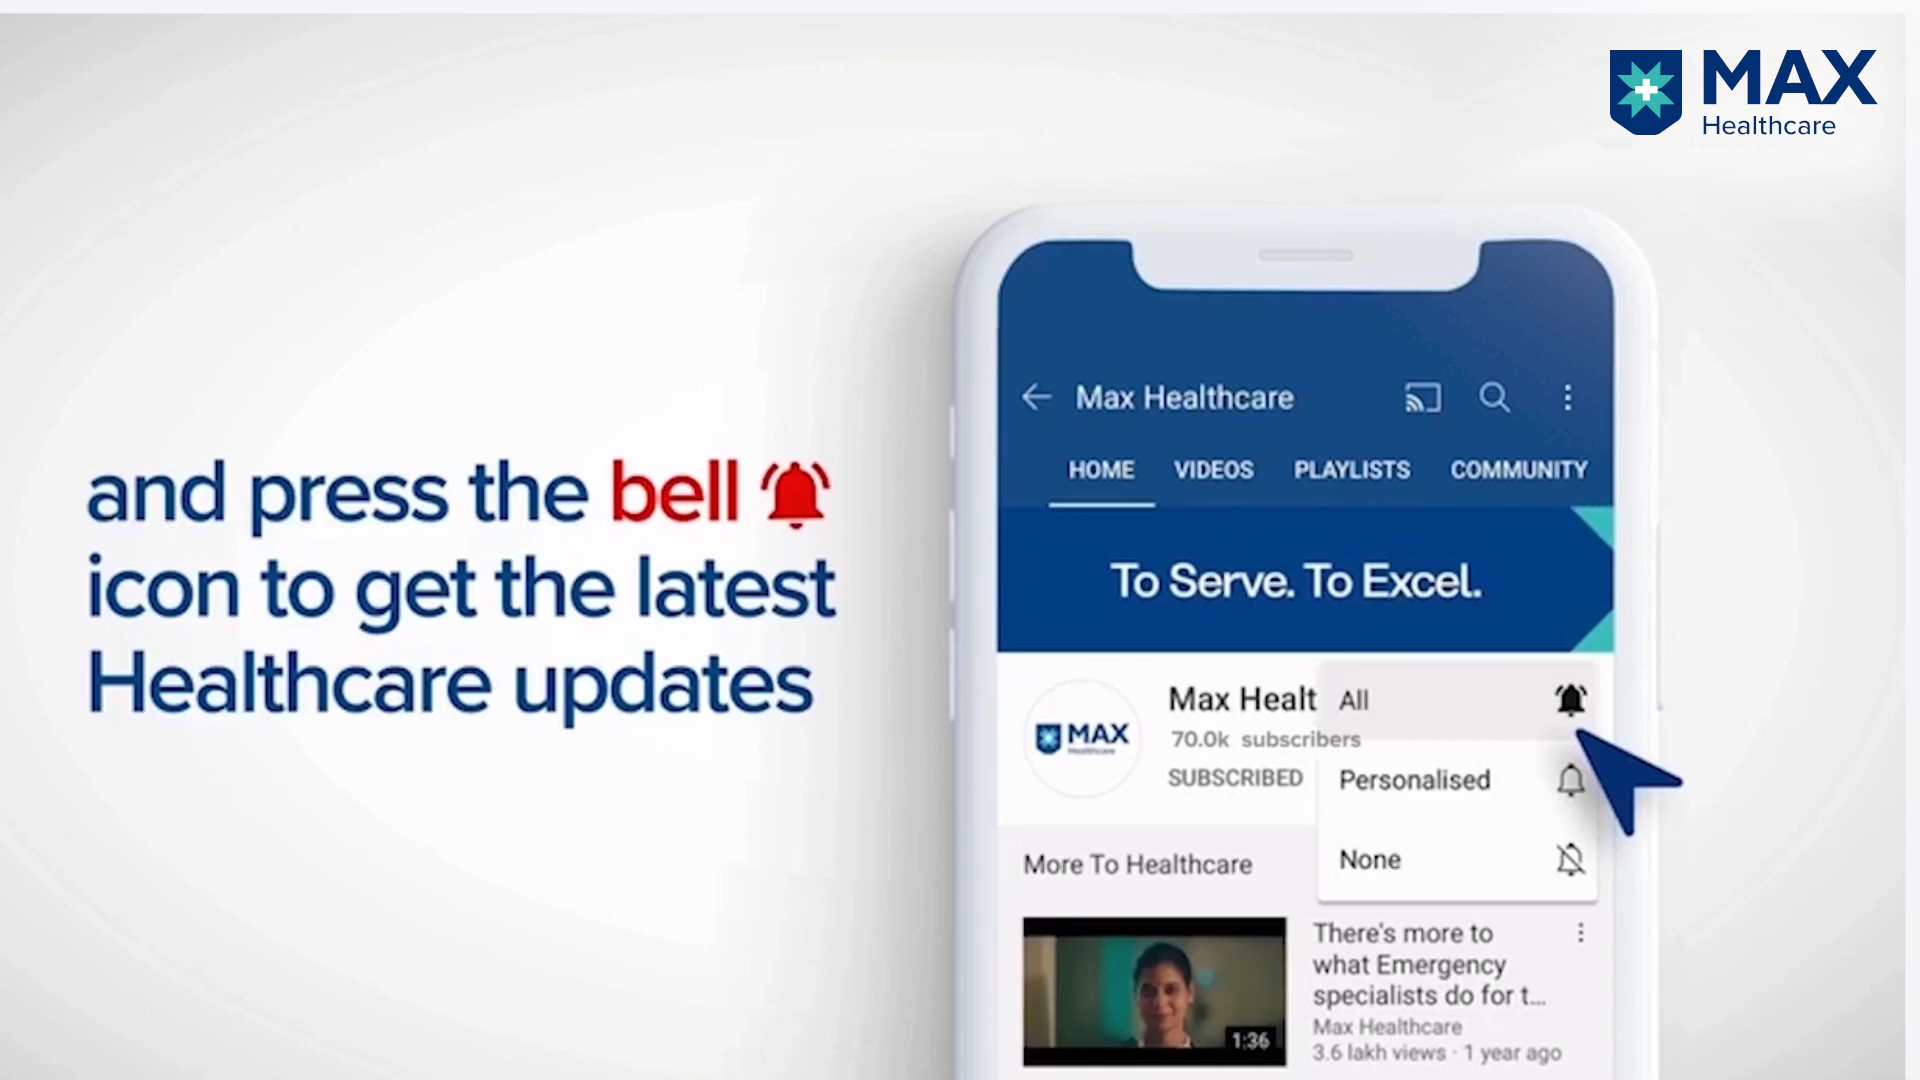 MAX
Healthcare
and press the bell
icon to get the latest
Healthcare updates
Max Healthcare
HOME VIDEOS PLAYLISTS COMMUNITY
To Serve. To Excel.
MAX
Healthcare
Max Healt
70.0k subscribers
SUBSCRIBED
All
Personalised
None
More To Healthcare
1:36
There's more to
what Emergency
specialists do for t...
Max Healthcare
3.6 lakh views · 1 year ago